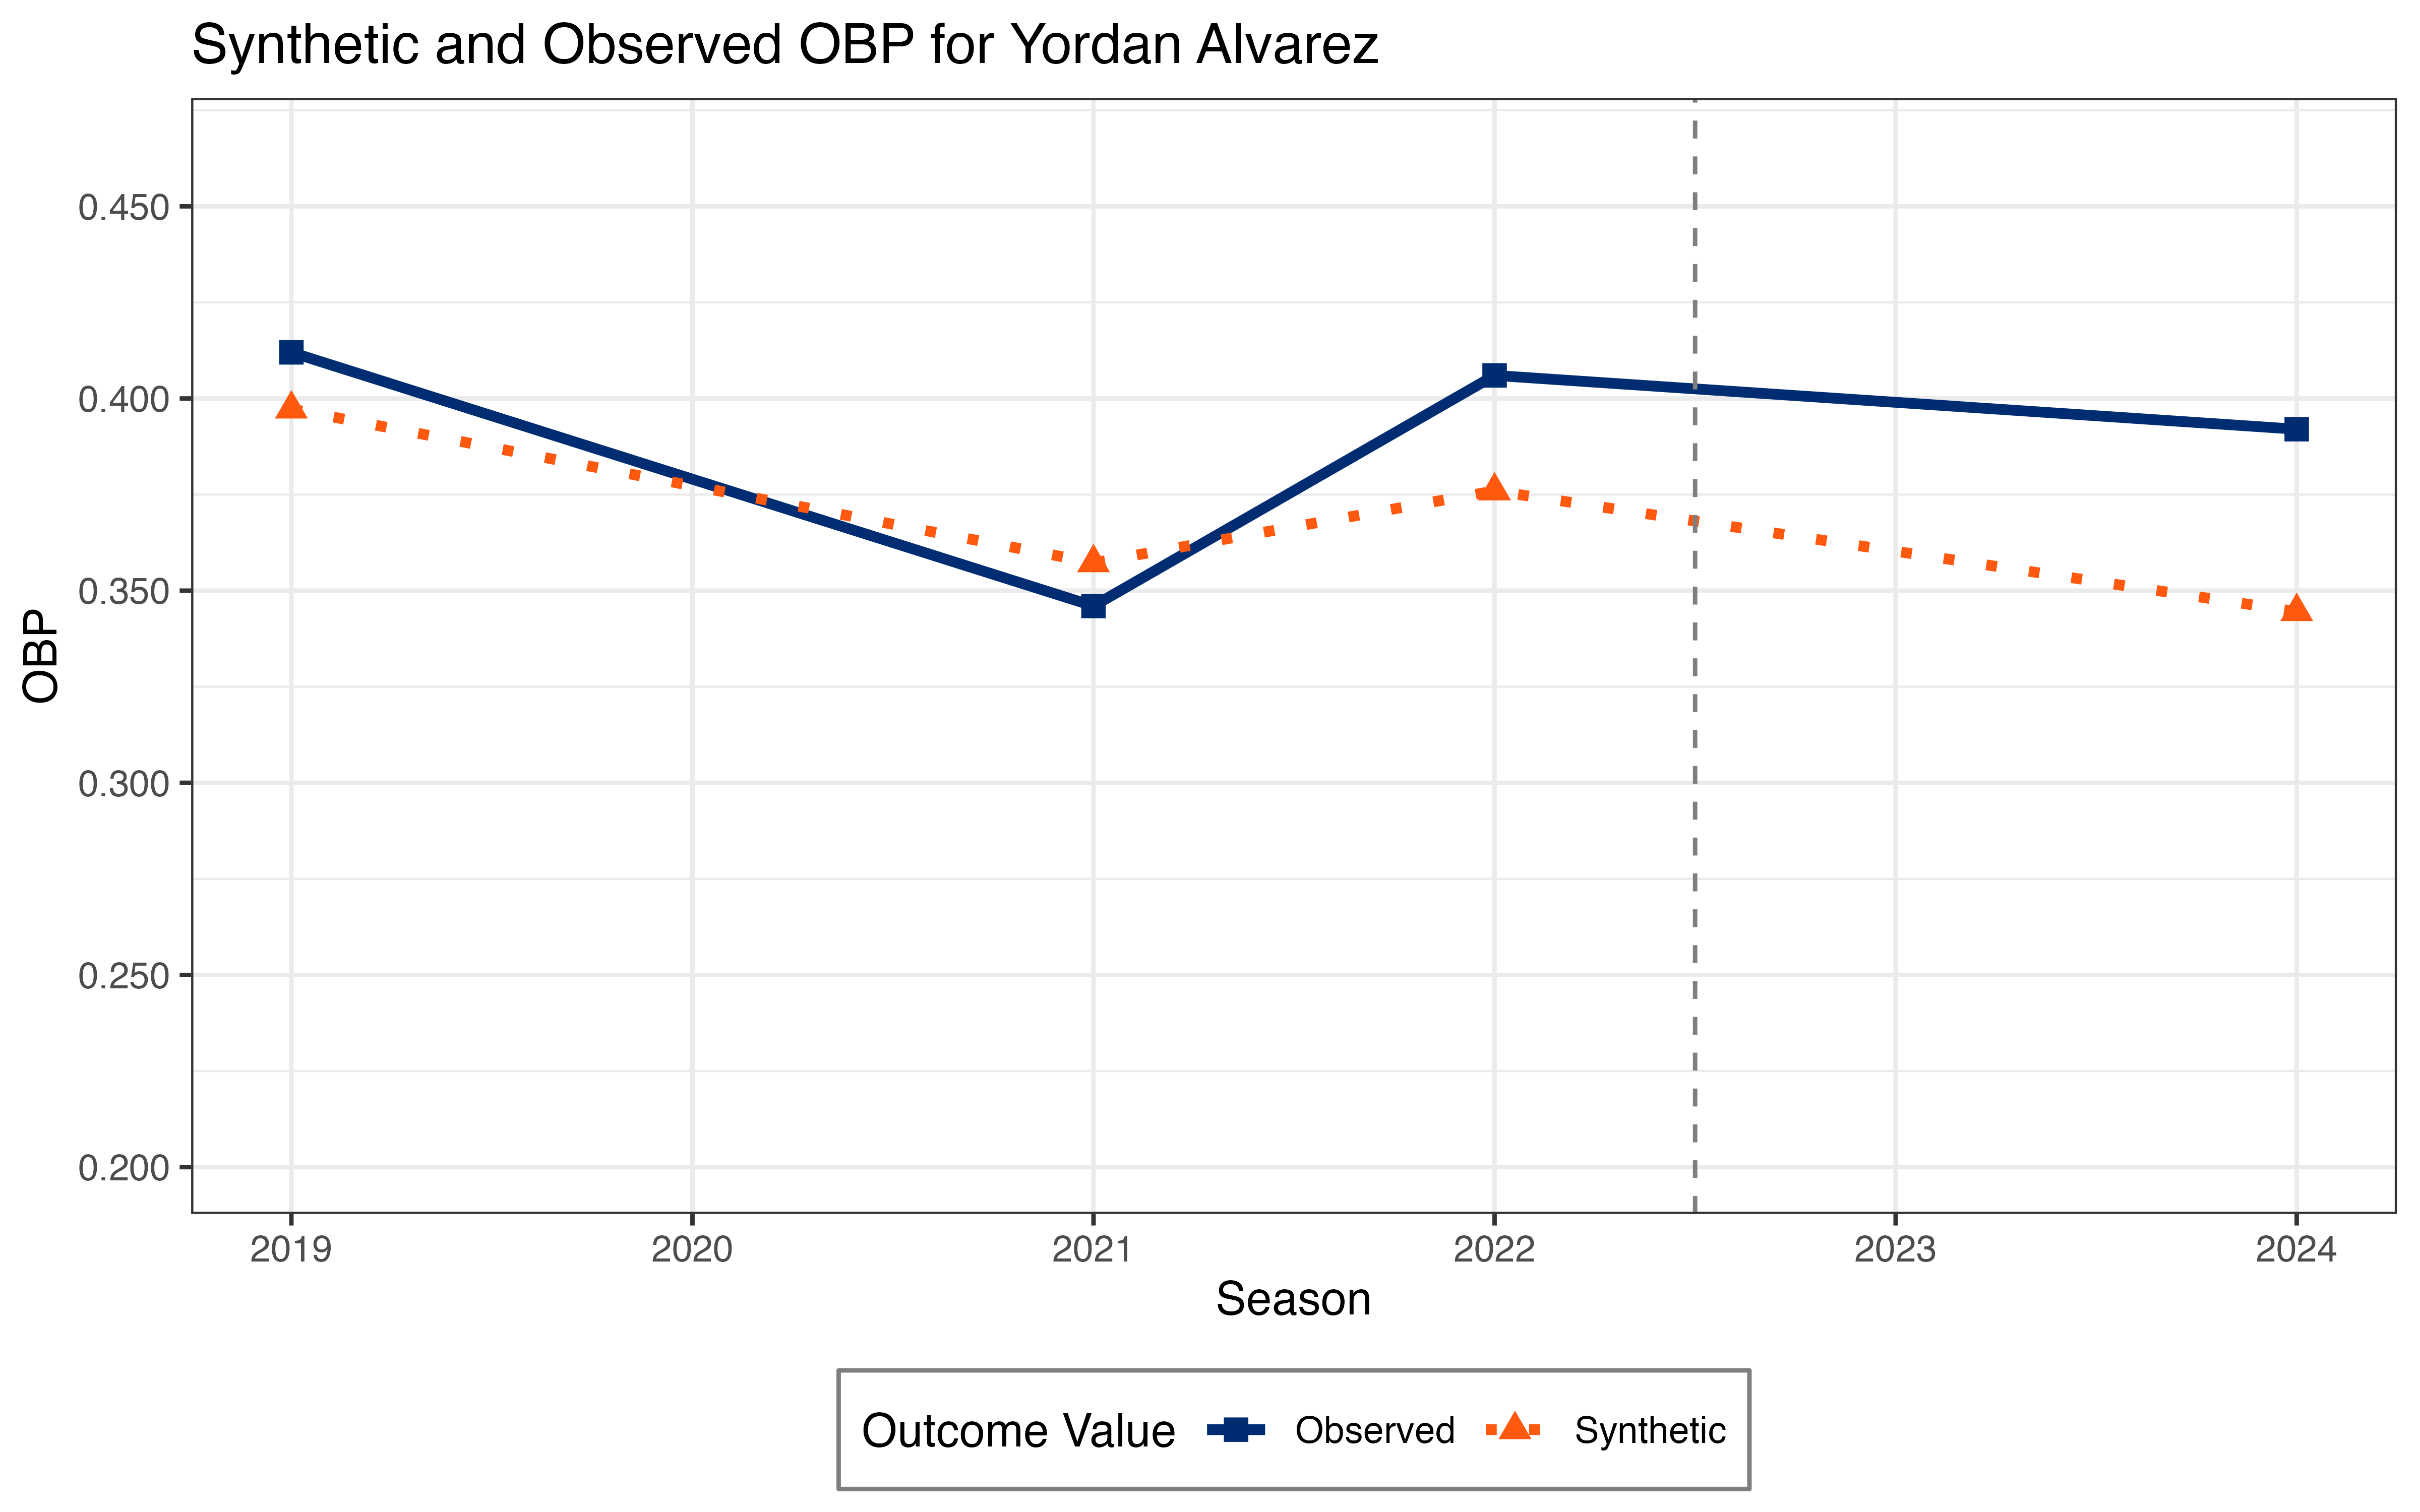 Synthetic and Observed OBP for Yordan Alvarez
OBP
0.450
0.400
0.350
0.300
0.250
0.200
2019 2020 2021 2022 2023 2024
Season
Outcome Value Observed Synthetic